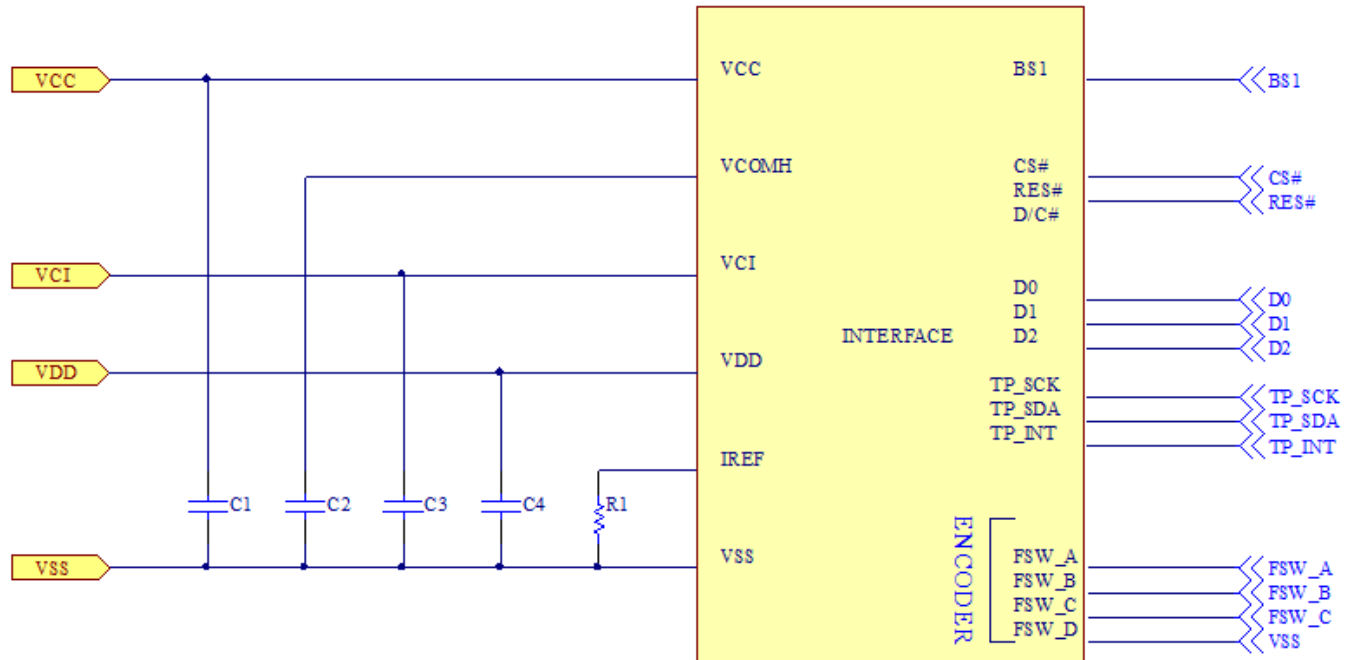 VCC VCC BS1 BS1
VCOMH CS# CS#
RES# RES#
D/C#
VCI VCI
D0 D0
D1 D1
INTERFACE D2 D2
VDD VDD
TP_SCK TP_SCK
TP_SDA TP_SDA
TP_INT TP_INT
IREF
C1 C2 C3 C4 R1
ENCODER
VSS VSS FSW_A FSW_A
FSW_B FSW_B
FSW_C FSW_C
FSW_D VSS